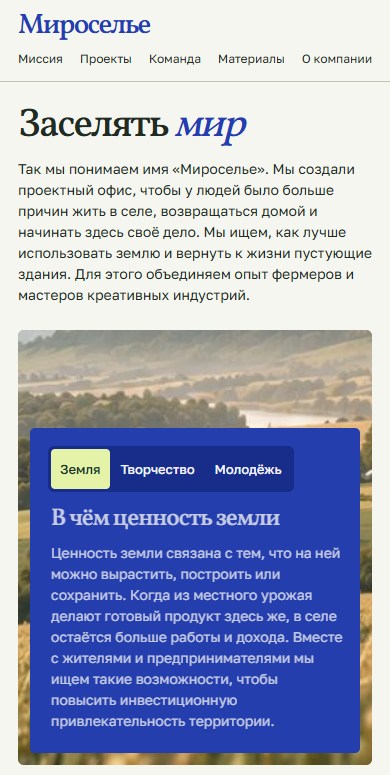 Мироселье
Миссия Проекты Команда Материалы О компании
Заселять мир
Так мы понимаем имя «Мироселье». Мы создали
проектный офис, чтобы у людей было больше
причин жить в селе, возвращаться домой и
начинать здесь своё дело. Мы ищем, как лучше
использовать землю и вернуть к жизни пустующие
здания. Для этого объединяем опыт фермеров и
мастеров креативных индустрий.
Земля Творчество Молодёжь
В чём ценность земли
Ценность земли связана с тем, что на ней
можно вырастить, построить или
сохранить. Когда из местного урожая
делают готовый продукт здесь же, в селе
остаётся больше работы и дохода. Вместе
с жителями и предпринимателями мы
ищем такие возможности, чтобы
повысить инвестиционную
привлекательность территории.